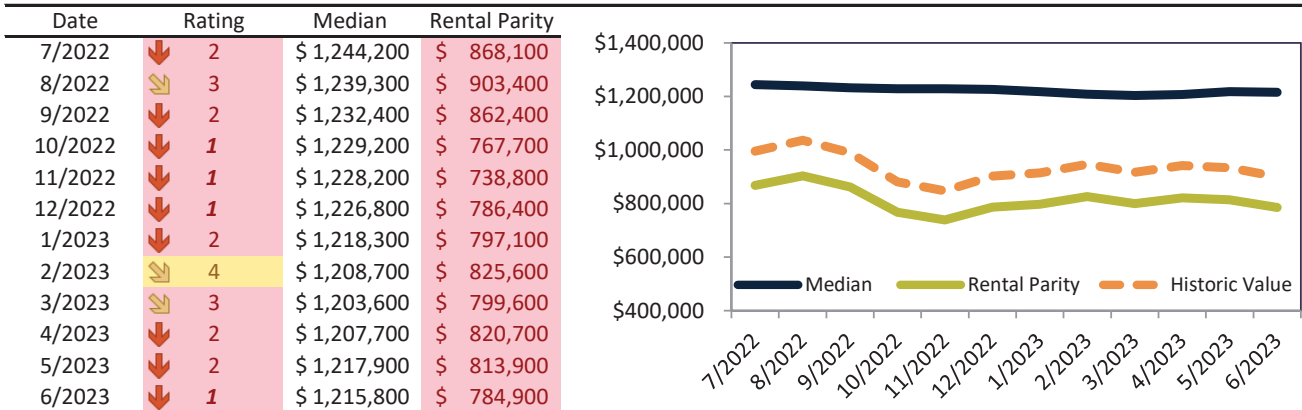 Date Rating Median Rental Parity
7/2022 2 $ 1,244,200 $ 868,100
8/2022 3 $ 1,239,300 $ 903,400
9/2022 2 $ 1,232,400 $ 862,400
10/2022 1 $ 1,229,200 $ 767,700
11/2022 1 $ 1,228,200 $ 738,800
12/2022 1 $ 1,226,800 $ 786,400
1/2023 2 $ 1,218,300 $ 797,100
2/2023 4 $ 1,208,700 $ 825,600
3/2023 3 $ 1,203,600 $ 799,600
4/2023 2 $ 1,207,700 $ 820,700
5/2023 2 $ 1,217,900 $ 813,900
6/2023 1 $ 1,215,800 $ 784,900
$1,400,000
$1,200,000
$1,000,000
$800,000
$600,000
$400,000
Median Rental Parity Historic Value
7/2022 8/2022 9/2022 10/2022 11/2022 12/2022 1/2023 2/2023 3/2023 4/2023 5/2023 6/2023